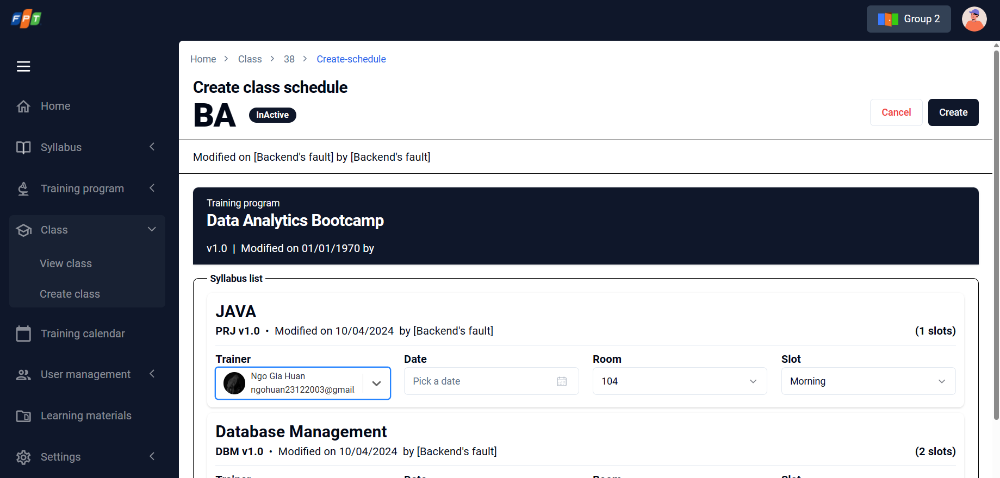 FPT
Group 2
Home
Syllabus
Training program
Class
View class
Create class
Training calendar
User management
Learning materials
Settings
Home > Class > 38 > Create-schedule
Create class schedule
BA InActive
Cancel Create
Modified on [Backend's fault] by [Backend's fault]
Training program
Data Analytics Bootcamp
v1.0 | Modified on 01/01/1970 by
Syllabus list
JAVA
PRJ v1.0 • Modified on 10/04/2024 by [Backend's fault] (1 slots)
Trainer Date Room Slot
Ngo Gia Huan
ngohuan23122003@gmail.
Pick a date 104 Morning
Database Management
DBM v1.0 • Modified on 10/04/2024 by [Backend's fault] (2 slots)
Trainer Date Room Slot